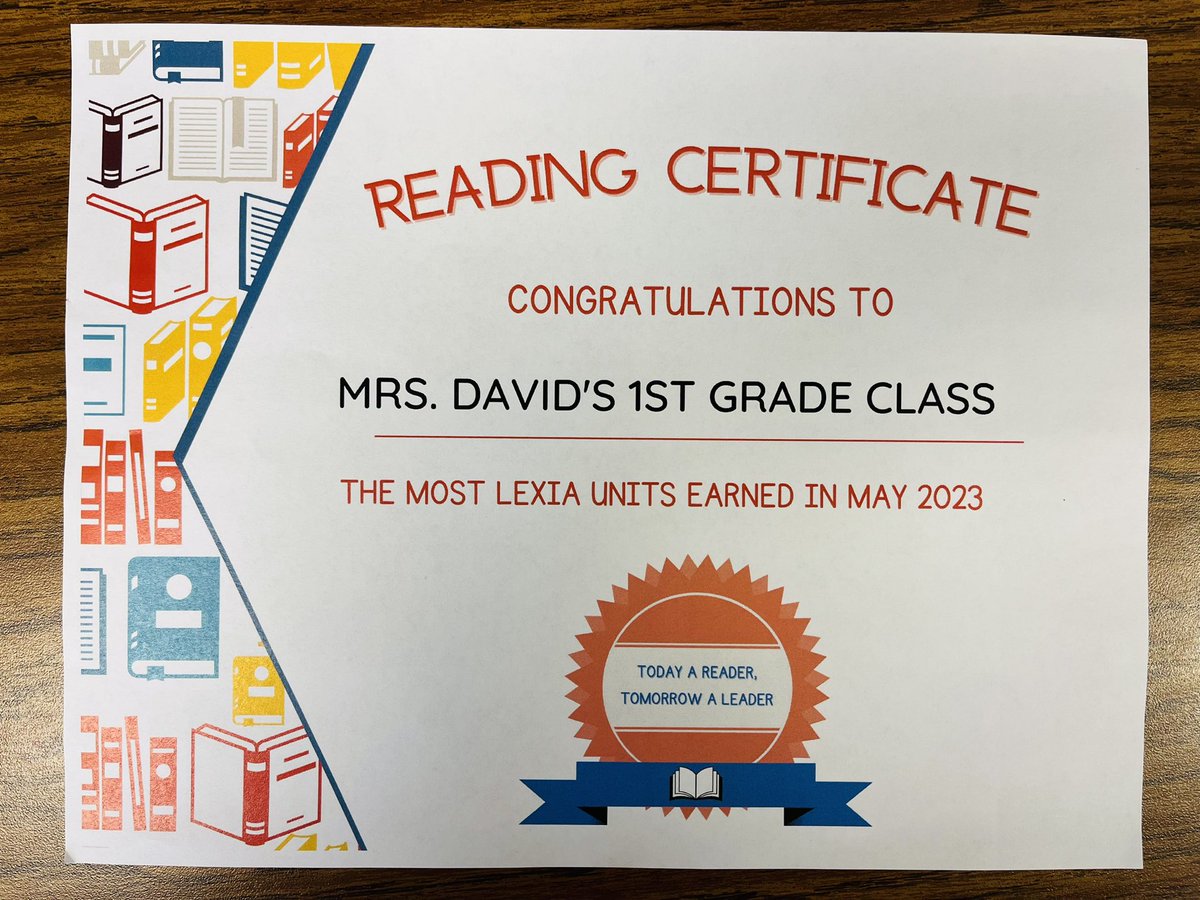 READING CERTIFICATE
CONGRATULATIONS TO
MRS. DAVID'S 1ST GRADE CLASS
THE MOST LEXIA UNITS EARNED IN MAY 2023
TODAY A READER,
TOMORROW A LEADER